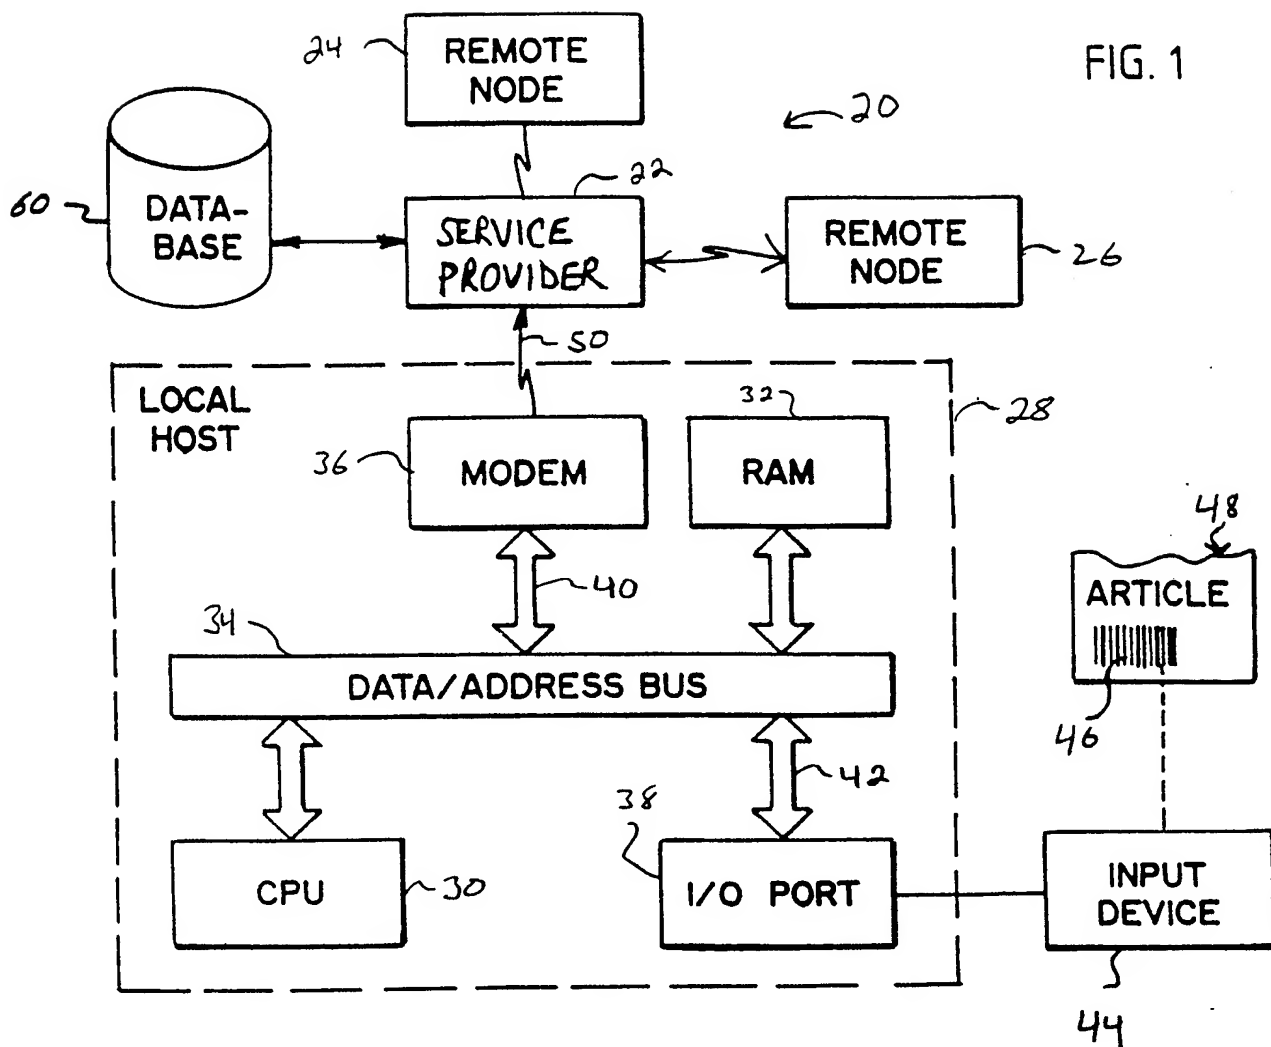 24
REMOTE
NODE
FIG. 1
20
22
60
DATA-
BASE
SERVICE
PROVIDER
REMOTE
NODE
26
50
LOCAL
HOST
28
36
MODEM
32
RAM
48
ARTICLE
40
34
DATA/ADDRESS BUS
46
42
38
CPU
30
I/O PORT
INPUT
DEVICE
44